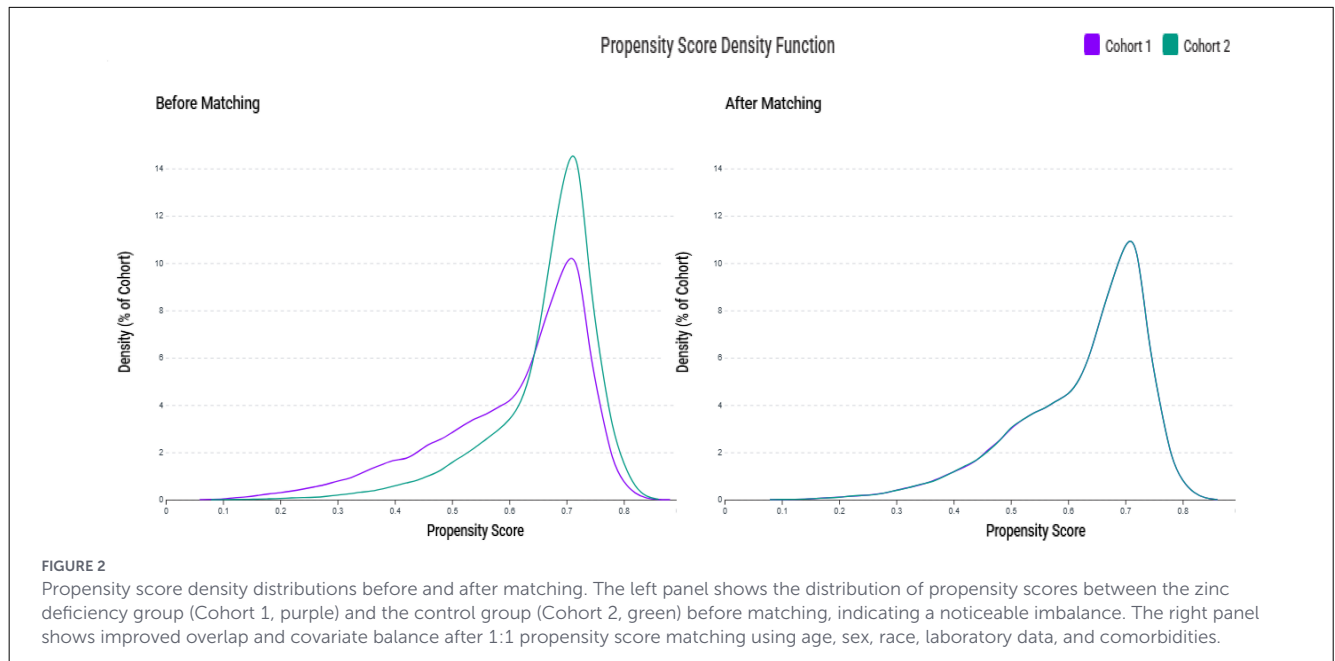 Propensity Score Density Function
Cohort 1 Cohort 2
Before Matching
After Matching
Density (% of Cohort)
14
12
10
8
6
4
2
0
0 0.1 0.2 0.3 0.4 0.5 0.6 0.7 0.8
Propensity Score
Density (% of Cohort)
14
12
10
8
6
4
2
0
0 0.1 0.2 0.3 0.4 0.5 0.6 0.7 0.8
Propensity Score
FIGURE 2
Propensity score density distributions before and after matching. The left panel shows the distribution of propensity scores between the zinc
deficiency group (Cohort 1, purple) and the control group (Cohort 2, green) before matching, indicating a noticeable imbalance. The right panel
shows improved overlap and covariate balance after 1:1 propensity score matching using age, sex, race, laboratory data, and comorbidities.